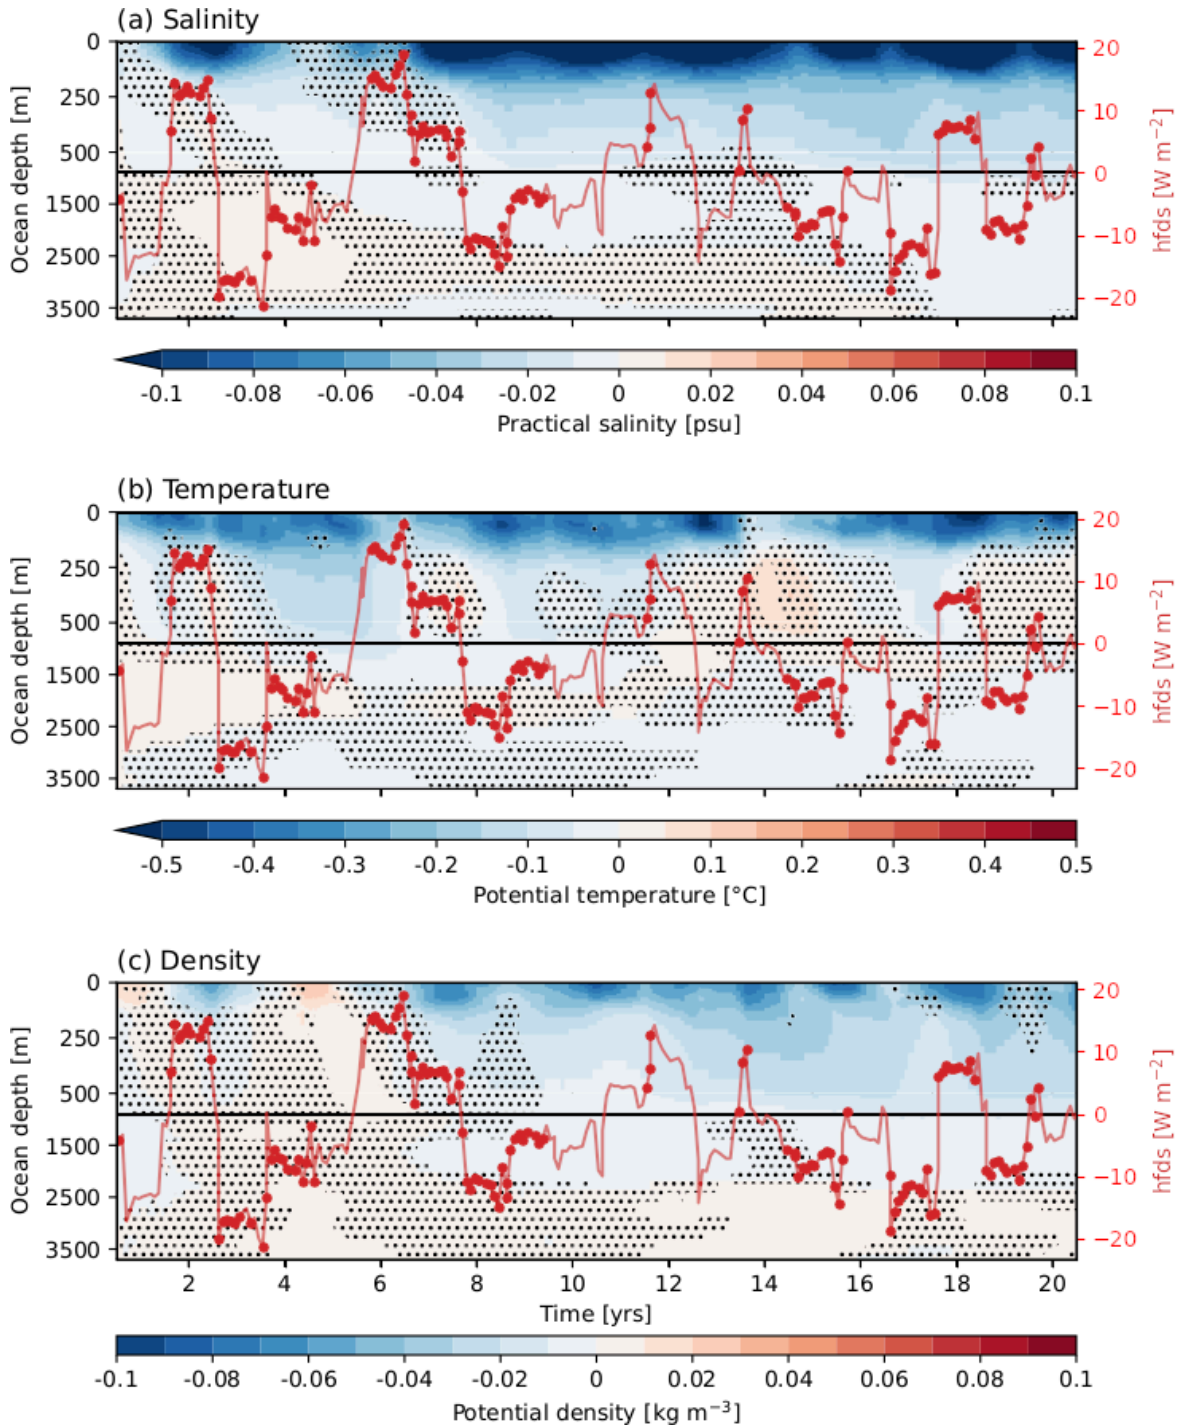 (a) Salinity
0
250
500
1500
2500
3500
Ocean depth [m]
20
10
0
−10
−20
hfds [W m−2]
-0.1 -0.08 -0.06 -0.04 -0.02 0 0.02 0.04 0.06 0.08 0.1
Practical salinity [psu]
(b) Temperature
0
250
500
1500
2500
3500
Ocean depth [m]
20
10
0
−10
−20
hfds [W m−2]
-0.5 -0.4 -0.3 -0.2 -0.1 0 0.1 0.2 0.3 0.4 0.5
Potential temperature [°C]
(c) Density
0
250
500
1500
2500
3500
Ocean depth [m]
20
10
0
−10
−20
hfds [W m−2]
2 4 6 8 10 12 14 16 18 20
Time [yrs]
-0.1 -0.08 -0.06 -0.04 -0.02 0 0.02 0.04 0.06 0.08 0.1
Potential density [kg m−3]